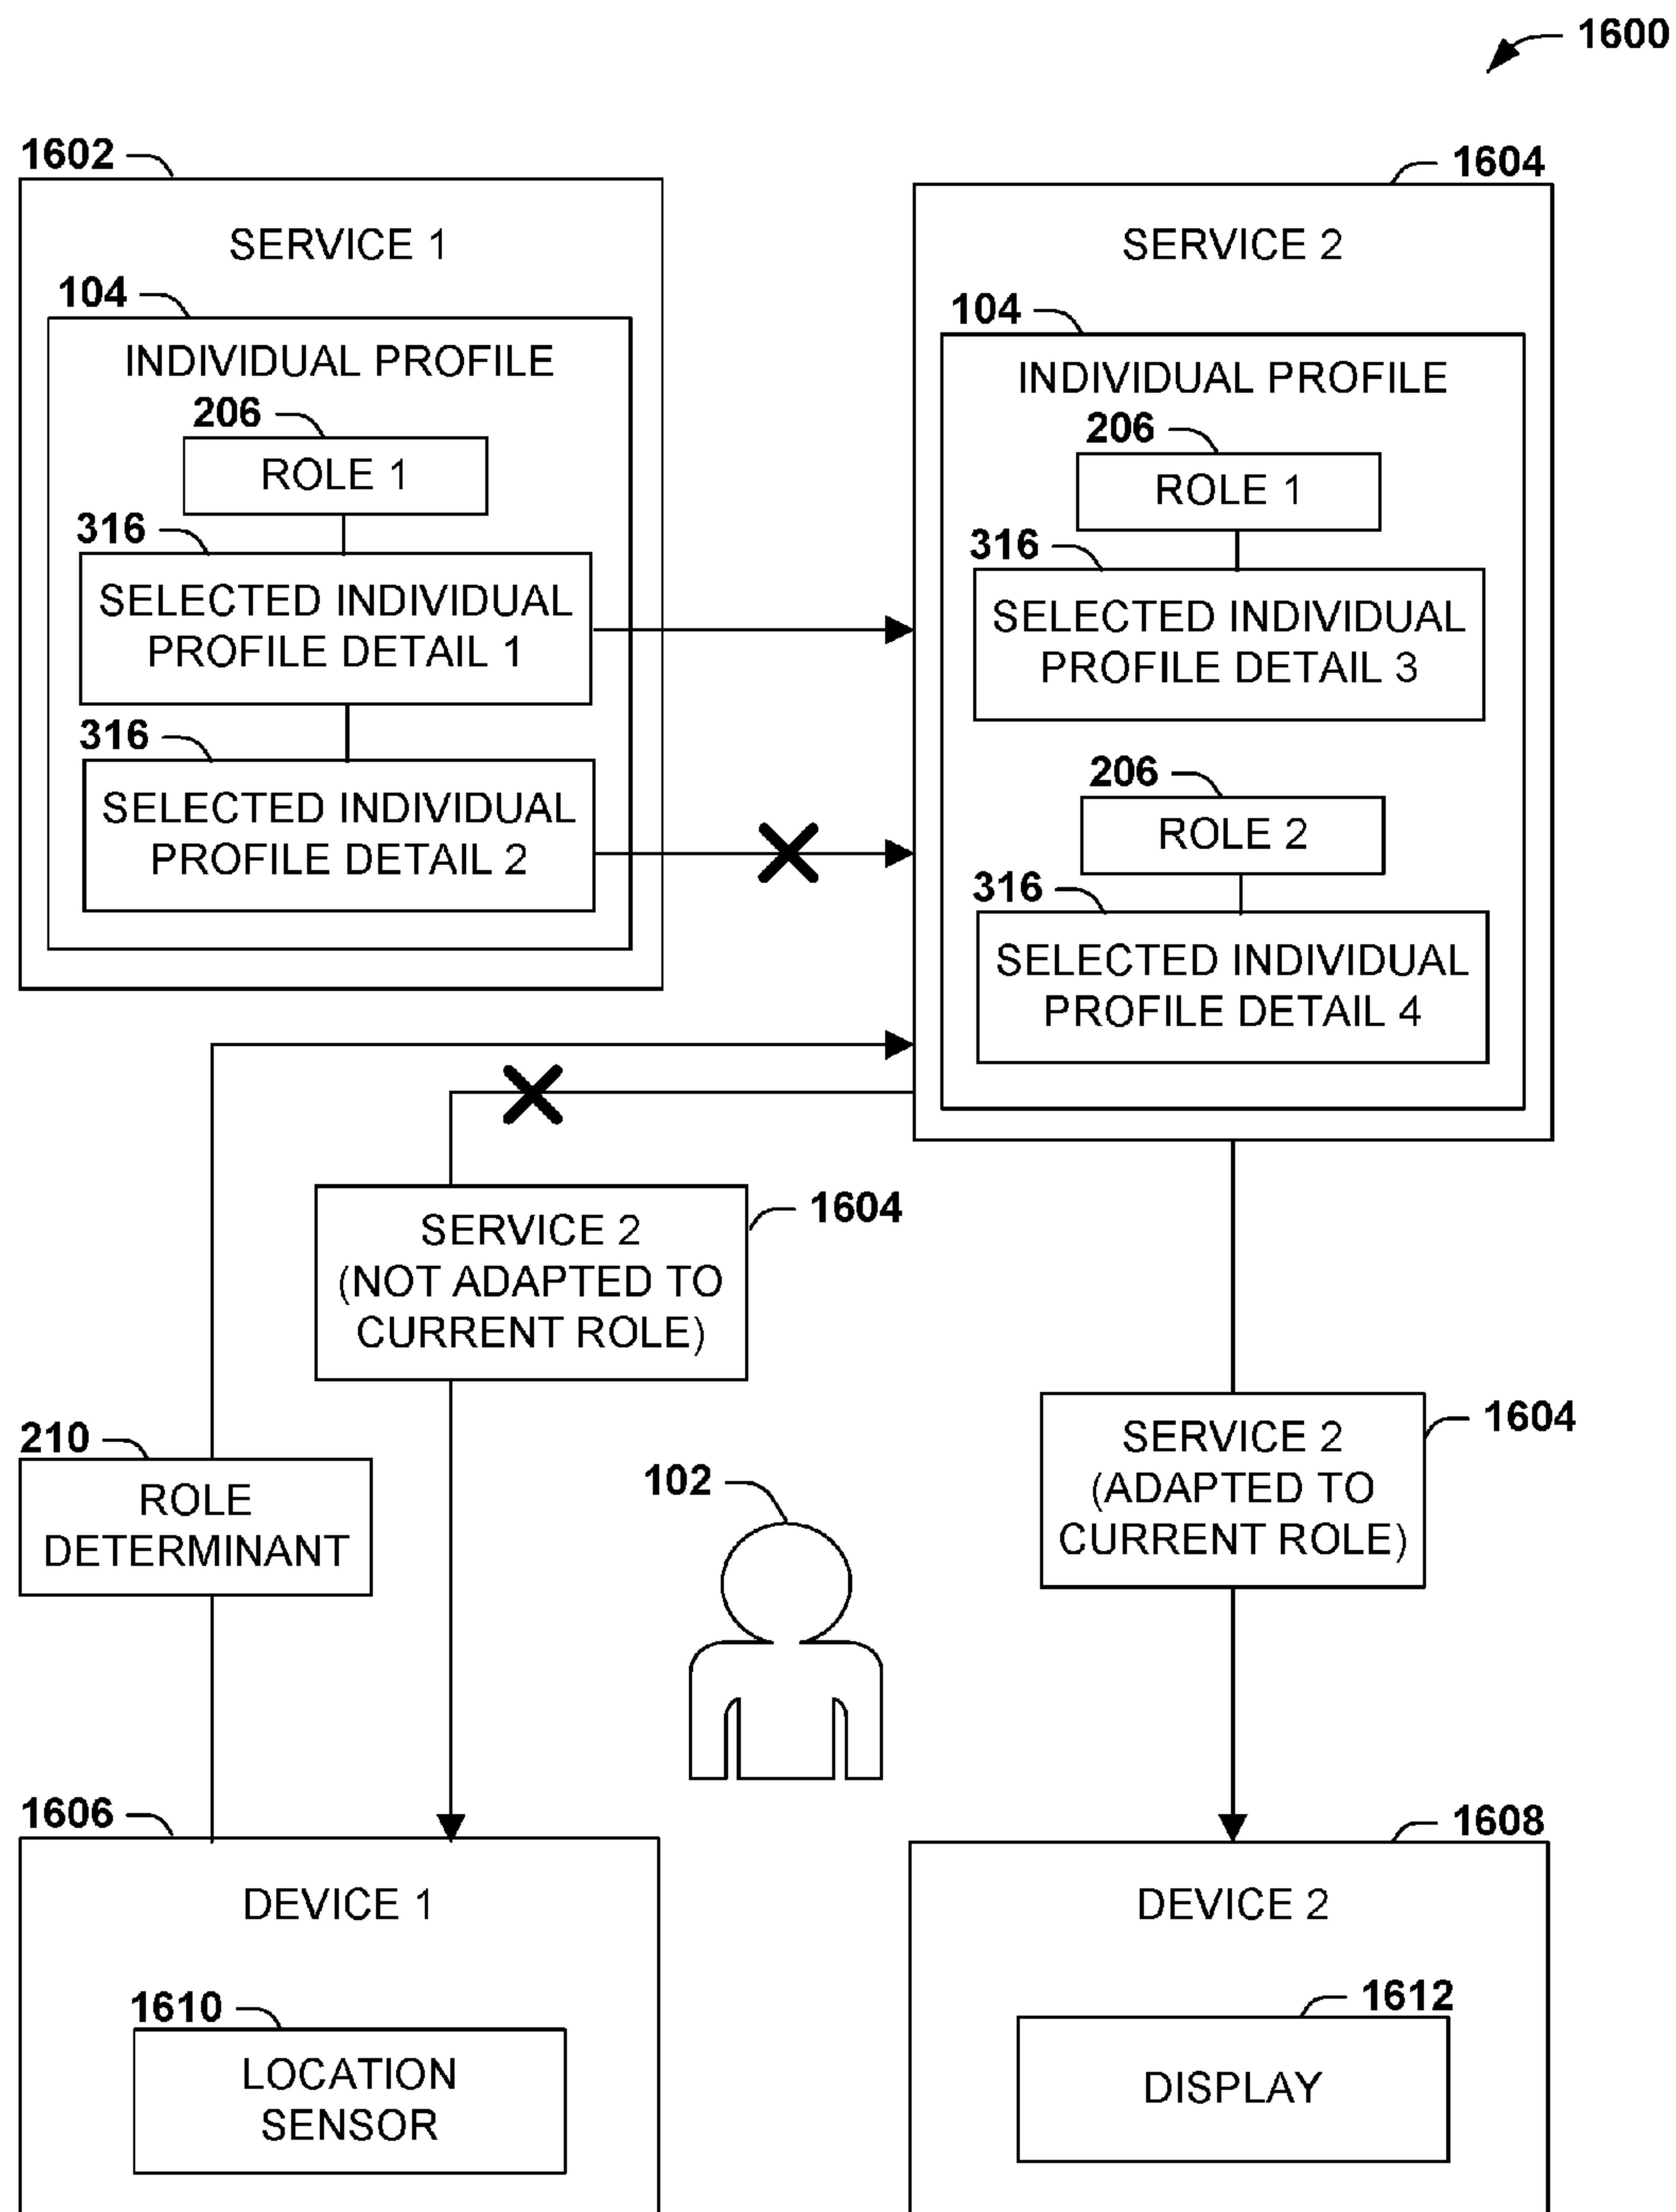 1600
1602
SERVICE 1
104
INDIVIDUAL PROFILE
206
ROLE 1
316
SELECTED INDIVIDUAL
PROFILE DETAIL 1
316
SELECTED INDIVIDUAL
PROFILE DETAIL 2
1604
SERVICE 2
104
INDIVIDUAL PROFILE
206
ROLE 1
316
SELECTED INDIVIDUAL
PROFILE DETAIL 3
206
ROLE 2
316
SELECTED INDIVIDUAL
PROFILE DETAIL 4
1604
SERVICE 2
(NOT ADAPTED TO
CURRENT ROLE)
210
ROLE
DETERMINANT
102
1604
SERVICE 2
(ADAPTED TO
CURRENT ROLE)
1606
DEVICE 1
1610
LOCATION
SENSOR
1608
DEVICE 2
1612
DISPLAY